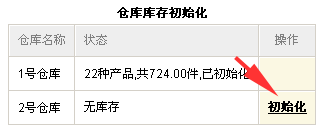 仓库库存初始化
仓库名称 状态 操作
1号仓库 22种产品,共724.00件,已初始化
2号仓库 无库存 初始化